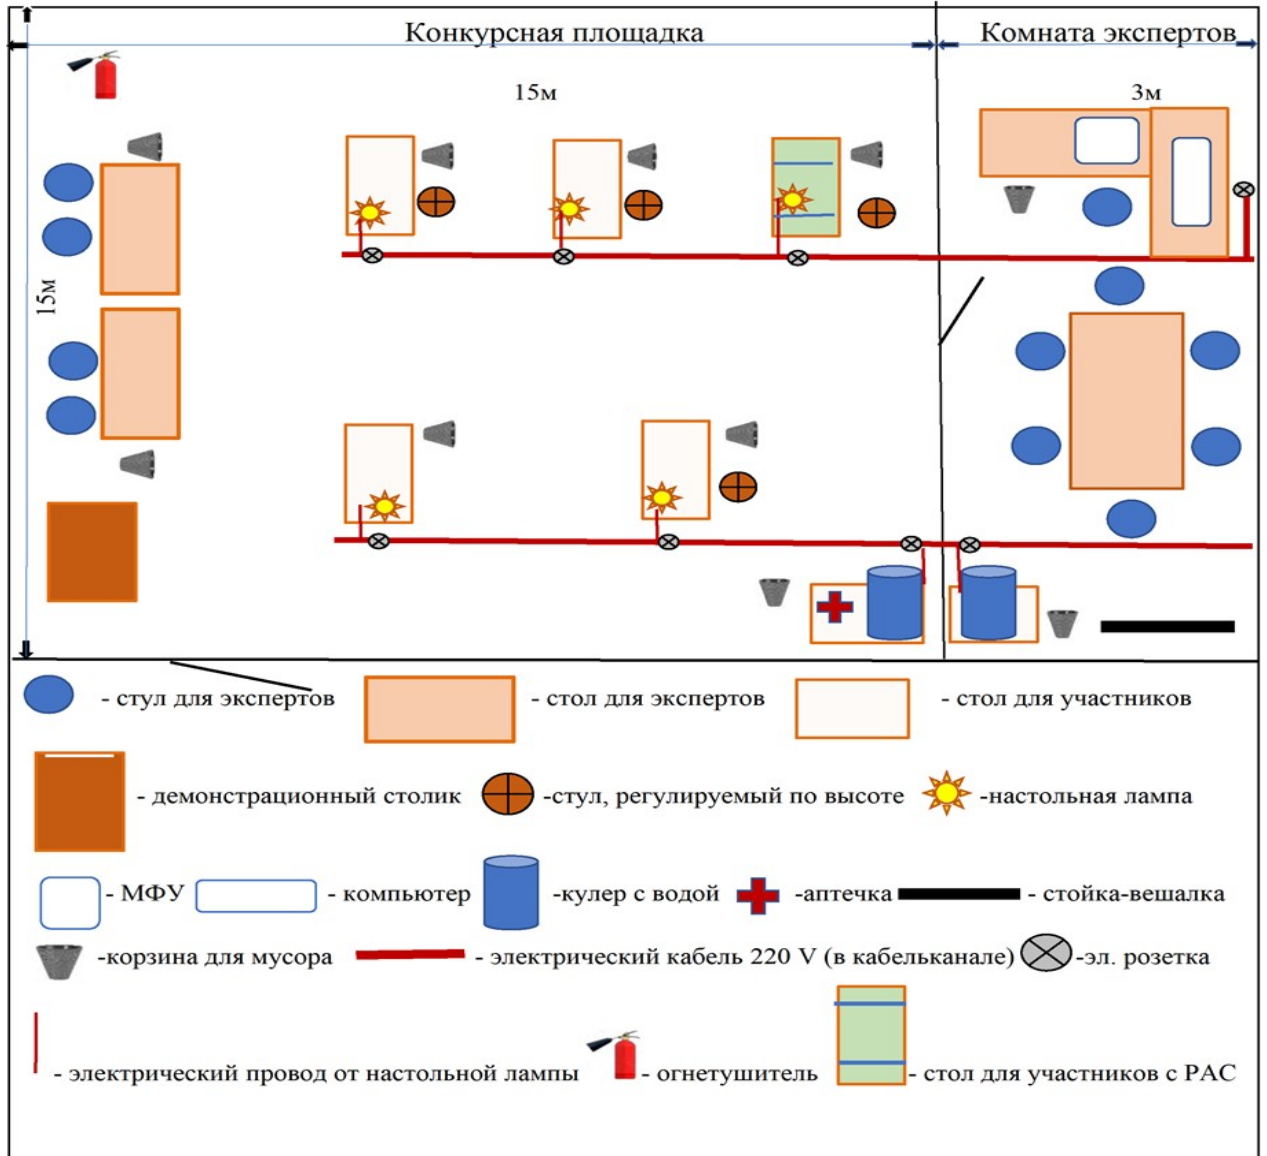 Конкурсная площадка
Комната экспертов
15м
3м
15м
- стул для экспертов
- стол для экспертов
- стол для участников
- демонстрационный столик
-стул, регулируемый по высоте
-настольная лампа
- МФУ
- компьютер
-кулер с водой
-аптечка
- стойка-вешалка
-корзина для мусора
- электрический кабель 220 V (в кабельканале)
-эл. розетка
- электрический провод от настольной лампы
- огнетушитель
- стол для участников с РАС